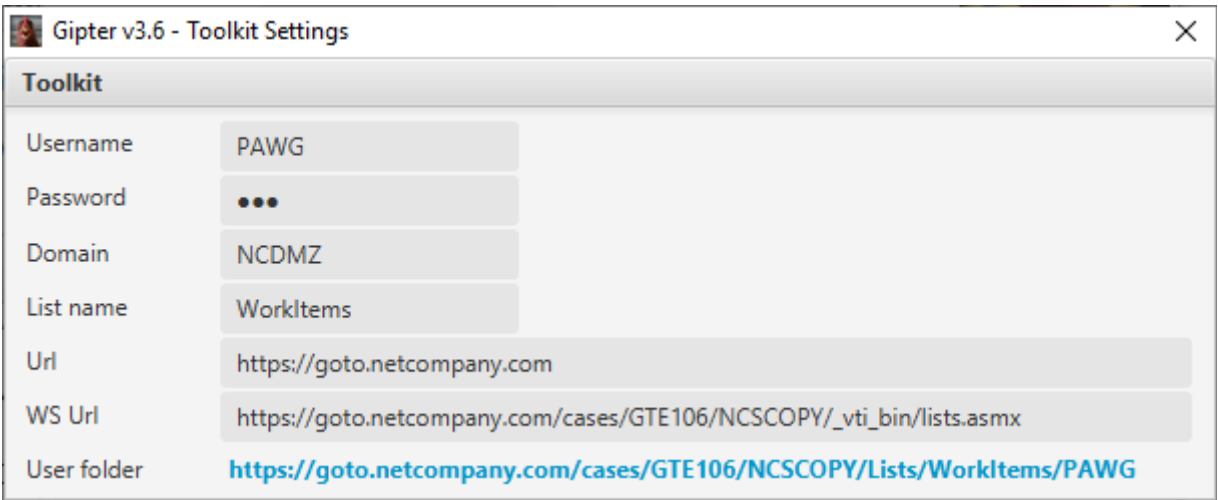 Gipter v3.6 - Toolkit Settings
Toolkit
Username PAWG
Password •••
Domain NCDMZ
List name WorkItems
Url https://goto.netcompany.com
WS Url https://goto.netcompany.com/cases/GTE106/NCSCOPY/_vti_bin/lists.asmx
User folder https://goto.netcompany.com/cases/GTE106/NCSCOPY/Lists/WorkItems/PAWG